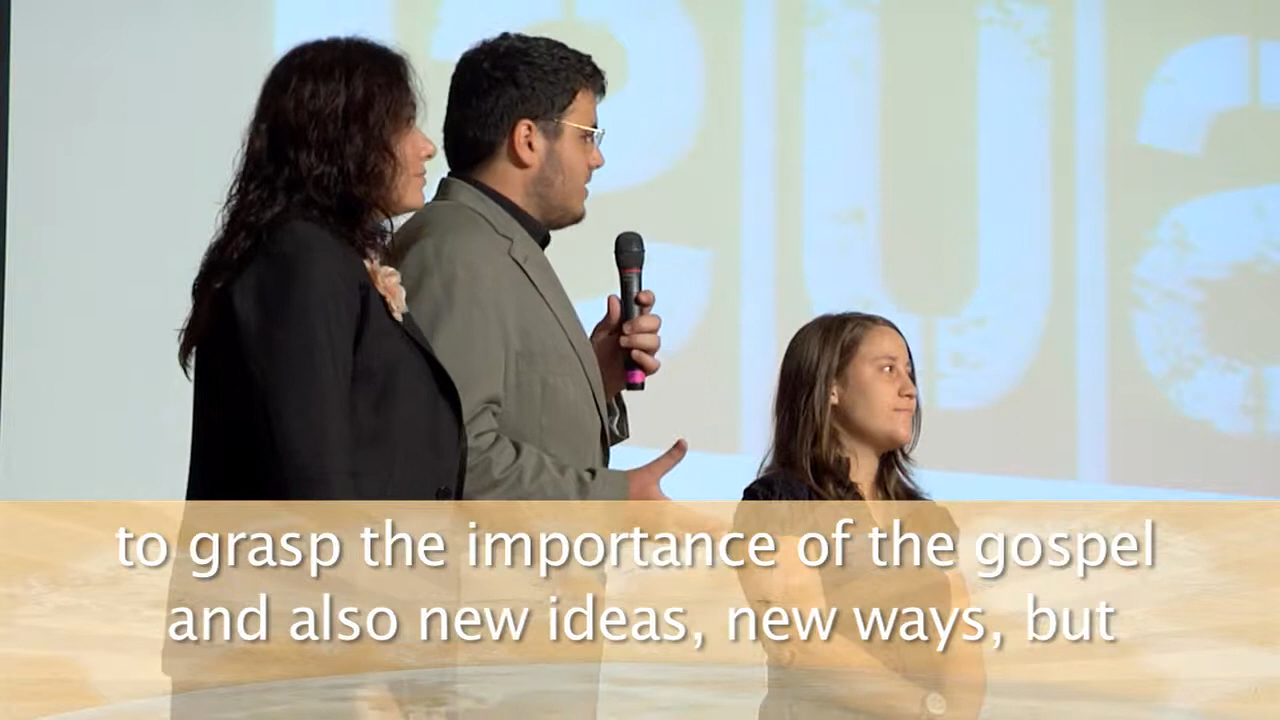 to grasp the importance of the gospel
and also new ideas, new ways, but